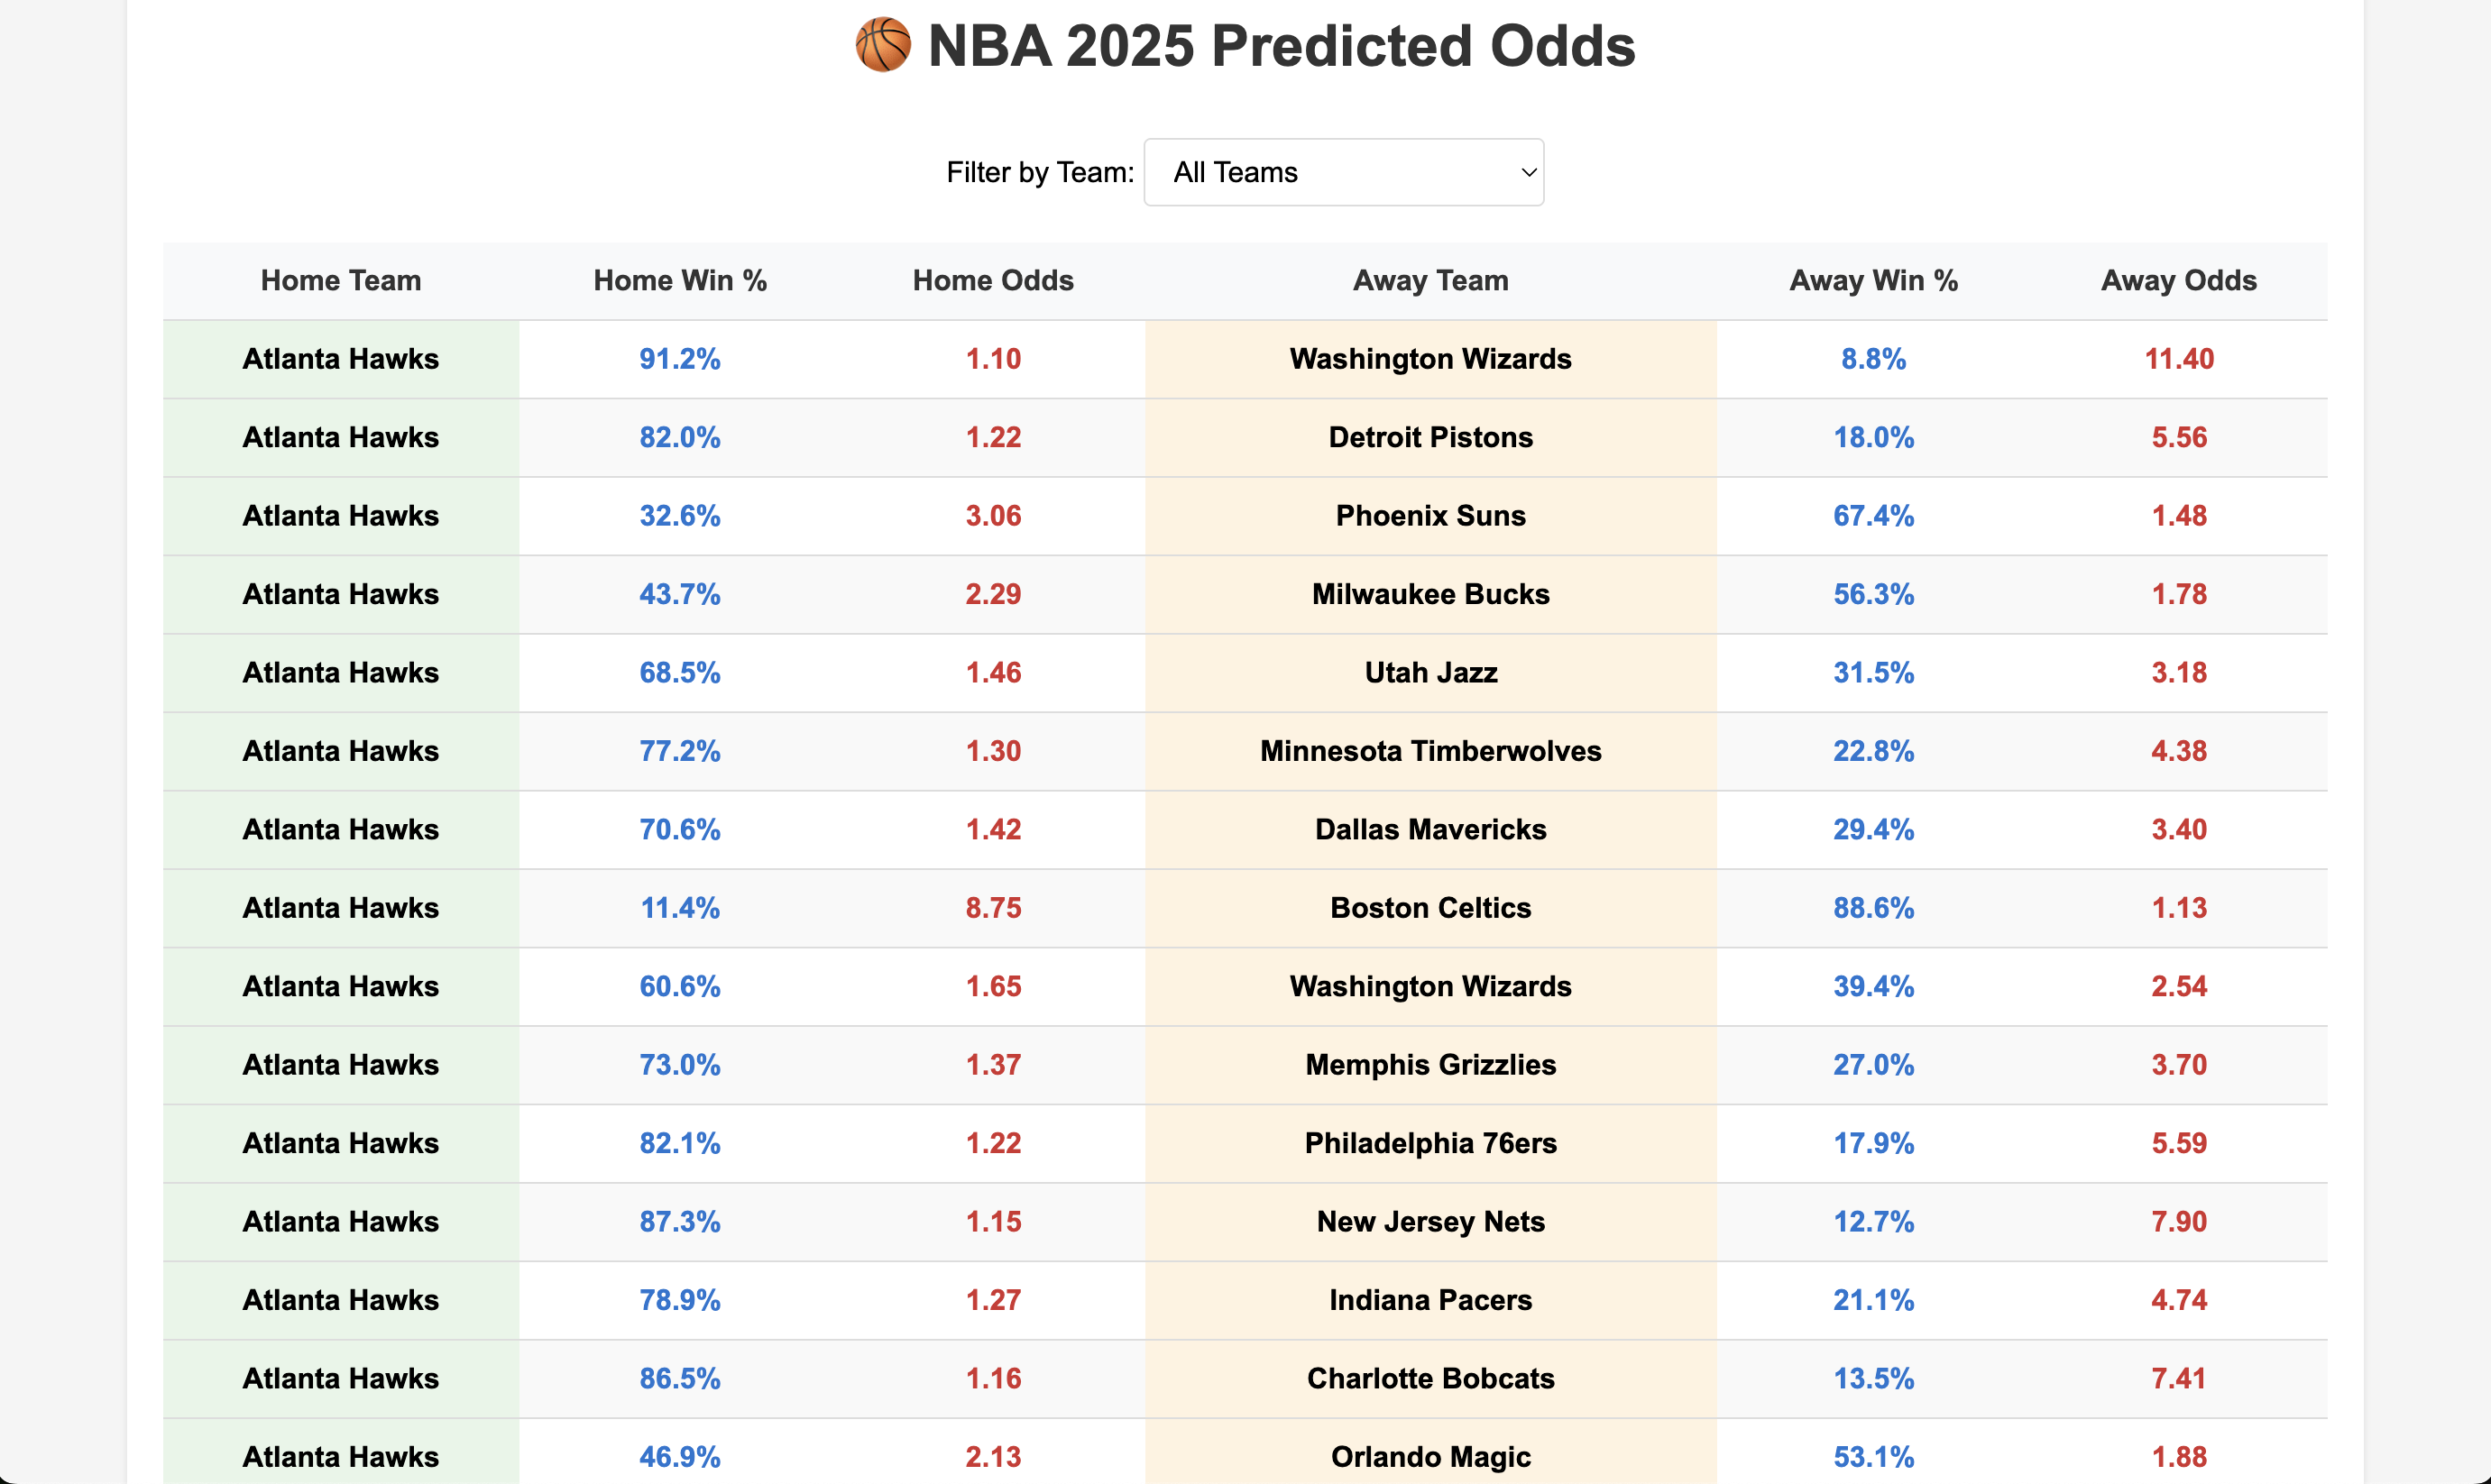 🏀 NBA 2025 Predicted Odds
Filter by Team: All Teams
Home Team Home Win % Home Odds Away Team Away Win % Away Odds
Atlanta Hawks 91.2% 1.10 Washington Wizards 8.8% 11.40
Atlanta Hawks 82.0% 1.22 Detroit Pistons 18.0% 5.56
Atlanta Hawks 32.6% 3.06 Phoenix Suns 67.4% 1.48
Atlanta Hawks 43.7% 2.29 Milwaukee Bucks 56.3% 1.78
Atlanta Hawks 68.5% 1.46 Utah Jazz 31.5% 3.18
Atlanta Hawks 77.2% 1.30 Minnesota Timberwolves 22.8% 4.38
Atlanta Hawks 70.6% 1.42 Dallas Mavericks 29.4% 3.40
Atlanta Hawks 11.4% 8.75 Boston Celtics 88.6% 1.13
Atlanta Hawks 60.6% 1.65 Washington Wizards 39.4% 2.54
Atlanta Hawks 73.0% 1.37 Memphis Grizzlies 27.0% 3.70
Atlanta Hawks 82.1% 1.22 Philadelphia 76ers 17.9% 5.59
Atlanta Hawks 87.3% 1.15 New Jersey Nets 12.7% 7.90
Atlanta Hawks 78.9% 1.27 Indiana Pacers 21.1% 4.74
Atlanta Hawks 86.5% 1.16 Charlotte Bobcats 13.5% 7.41
Atlanta Hawks 46.9% 2.13 Orlando Magic 53.1% 1.88